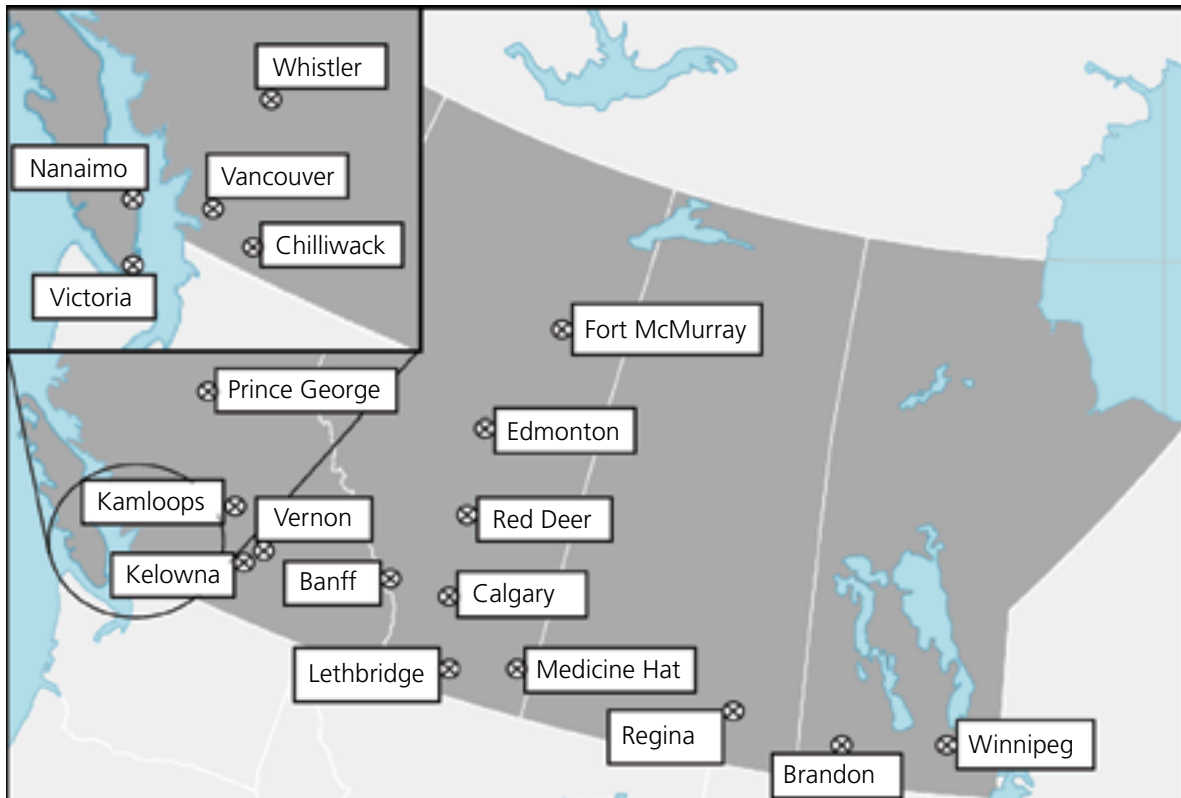 Whistler
Nanaimo
Vancouver
Chilliwack
Victoria
Fort McMurray
Prince George
Edmonton
Kamloops
Vernon
Red Deer
Kelowna
Banff
Calgary
Lethbridge
Medicine Hat
Regina
Winnipeg
Brandon